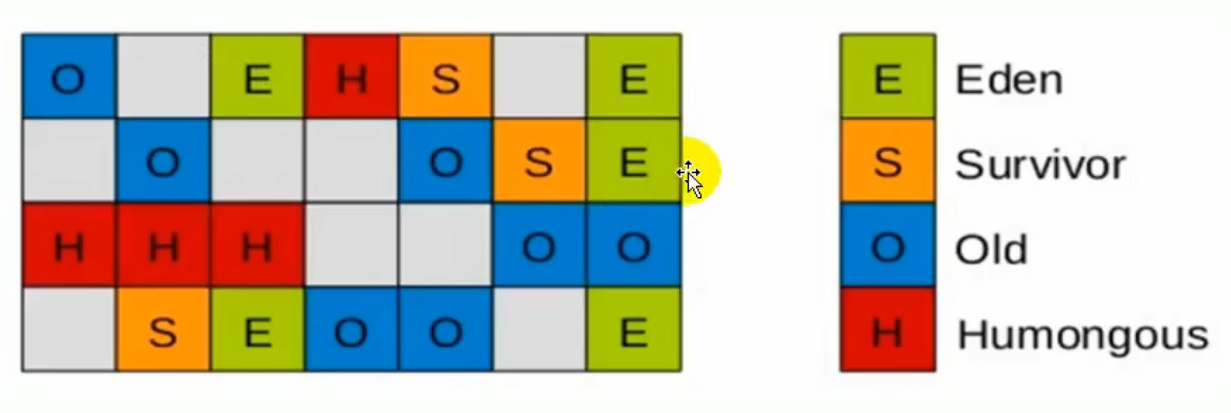 O E H S E E Eden
O O S E S Survivor
H H H O O O Old
S E O O E H Humongous